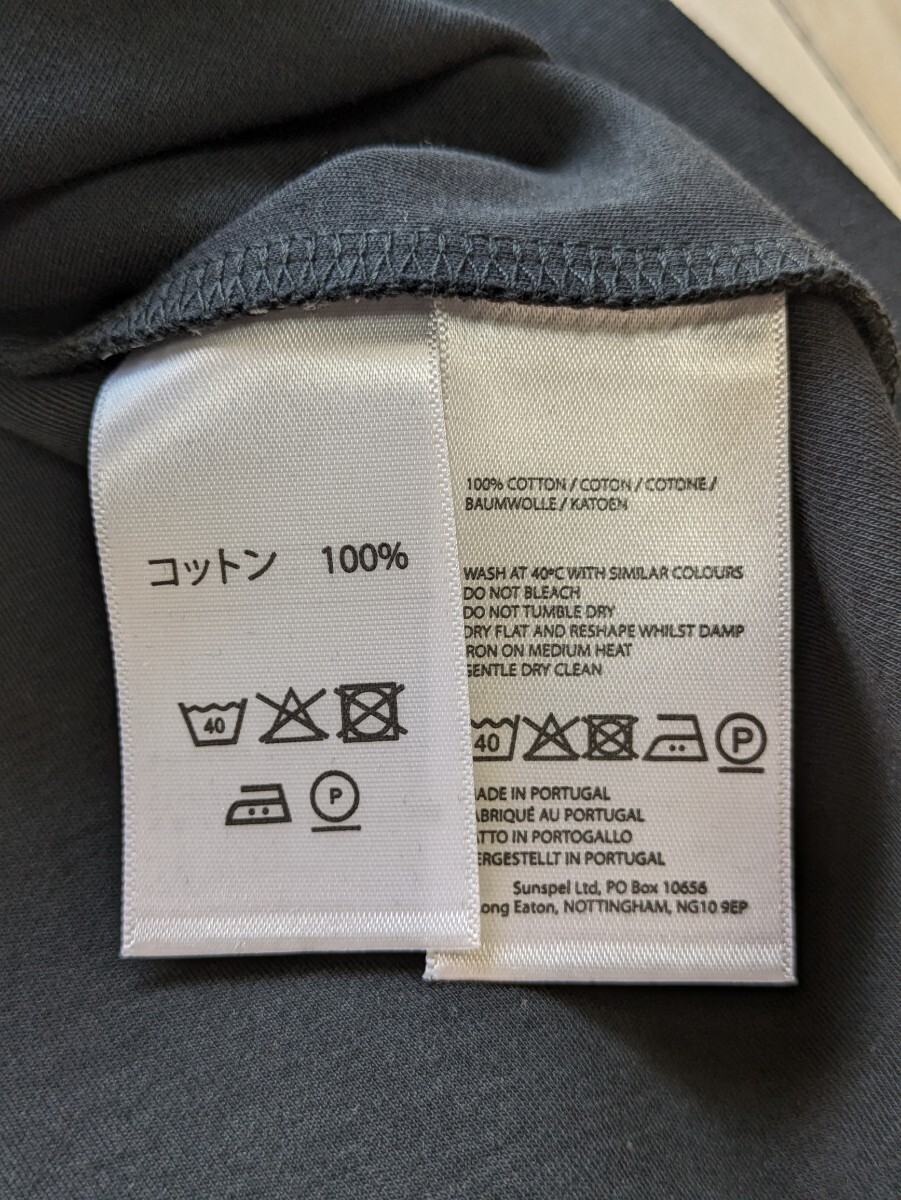 コットン 100%
40
P
100% COTTON / COTON / COTONE /
BAUMWOLLE / KATOEN
WASH AT 40°C WITH SIMILAR COLOURS
DO NOT BLEACH
DO NOT TUMBLE DRY
DRY FLAT AND RESHAPE WHILST DAMP
RON ON MEDIUM HEAT
GENTLE DRY CLEAN
40
P
ADE IN PORTUGAL
ABRIQUÉ AU PORTUGAL
ATTO IN PORTOGALLO
ERGESTELLT IN PORTUGAL
Sunspel Ltd, PO Box 10656
ong Eaton, NOTTINGHAM, NG10 9EP